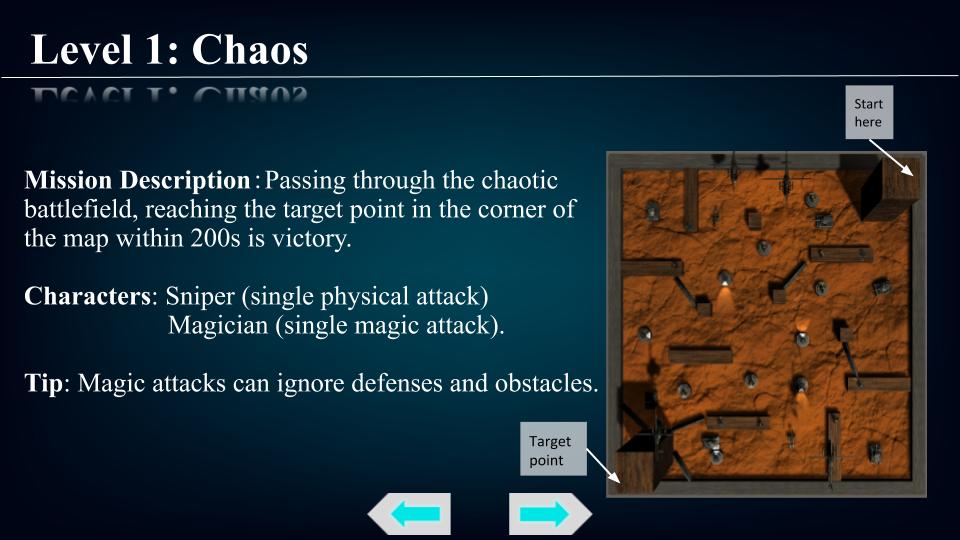 Level 1: Chaos
Start
here
Mission Description：Passing through the chaotic
battlefield, reaching the target point in the corner of
the map within 200s is victory.
Characters: Sniper (single physical attack)
Magician (single magic attack).
Tip: Magic attacks can ignore defenses and obstacles.
Target
point